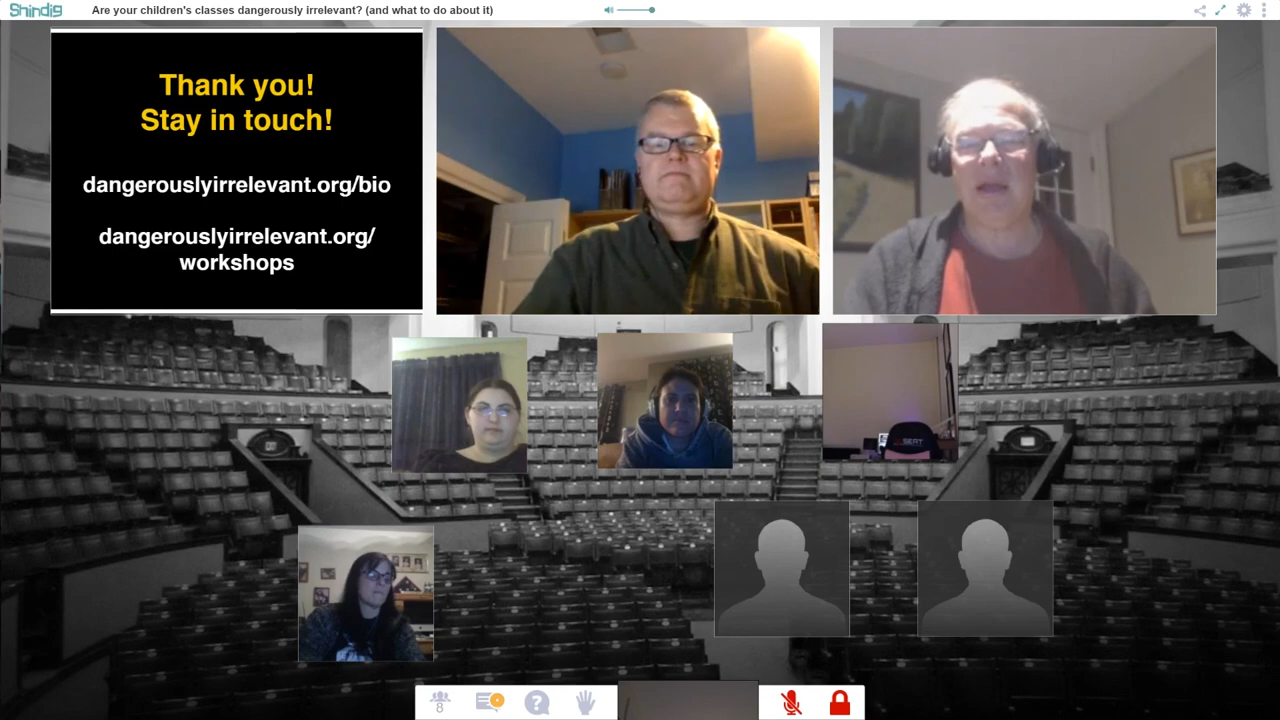 Shindig
Are your children's classes dangerously irrelevant? (and what to do about it)
Thank you!
Stay in touch!
dangerouslyirrelevant.org/bio
dangerouslyirrelevant.org/
workshops
8